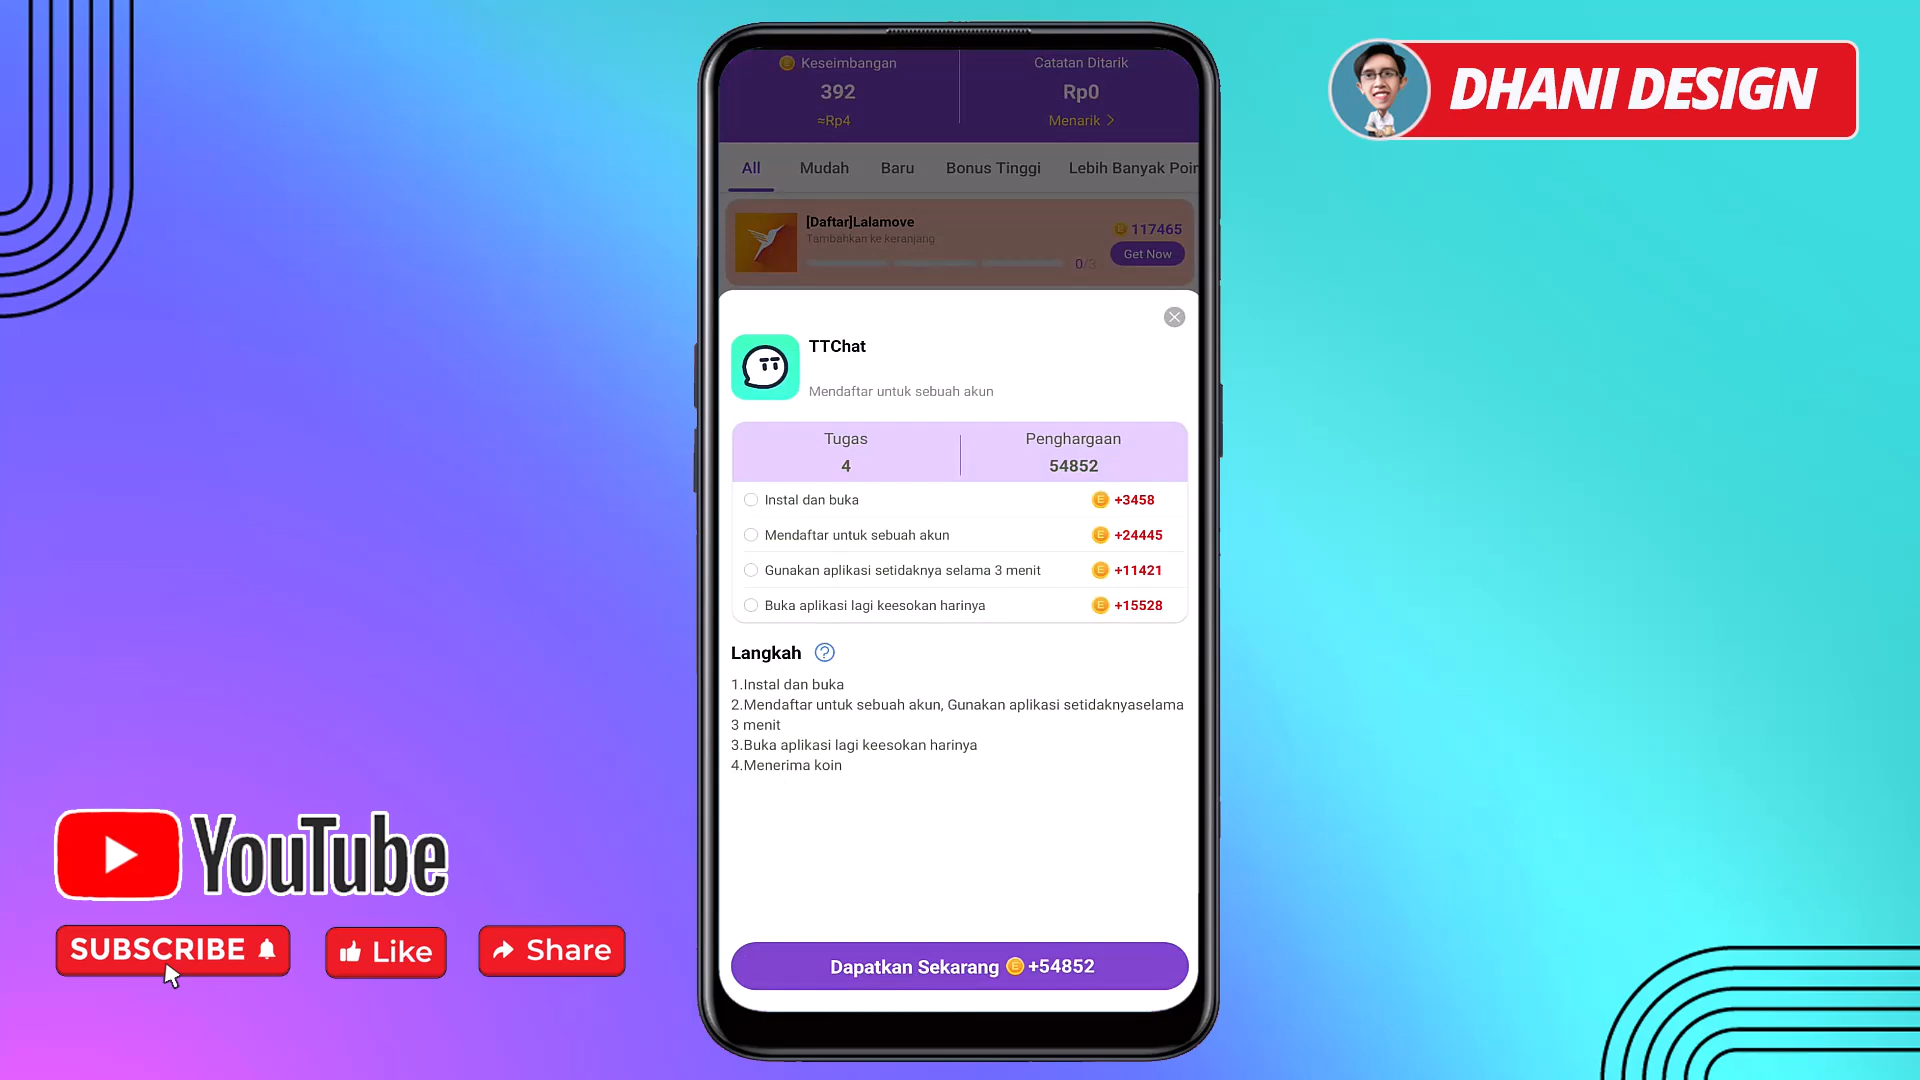 DHANI DESIGN
Keseimbangan
392
≈Rp4
Catatan Ditarik
Rp0
Menarik >
All Mudah Baru Bonus Tinggi Lebih Banyak Poin
[Daftar]Lalamove
Tambahkan ke keranjang
0/3
117465
Get Now
TTChat
Mendaftar untuk sebuah akun
Tugas
4
Penghargaan
54852
Instal dan buka +3458
Mendaftar untuk sebuah akun +24445
Gunakan aplikasi setidaknya selama 3 menit +11421
Buka aplikasi lagi keesokan harinya +15528
Langkah ?
1.Instal dan buka
2.Mendaftar untuk sebuah akun, Gunakan aplikasi setidaknyaselama
3 menit
3.Buka aplikasi lagi keesokan harinya
4.Menerima koin
Dapatkan Sekarang E +54852
YouTube
SUBSCRIBE
Like
Share